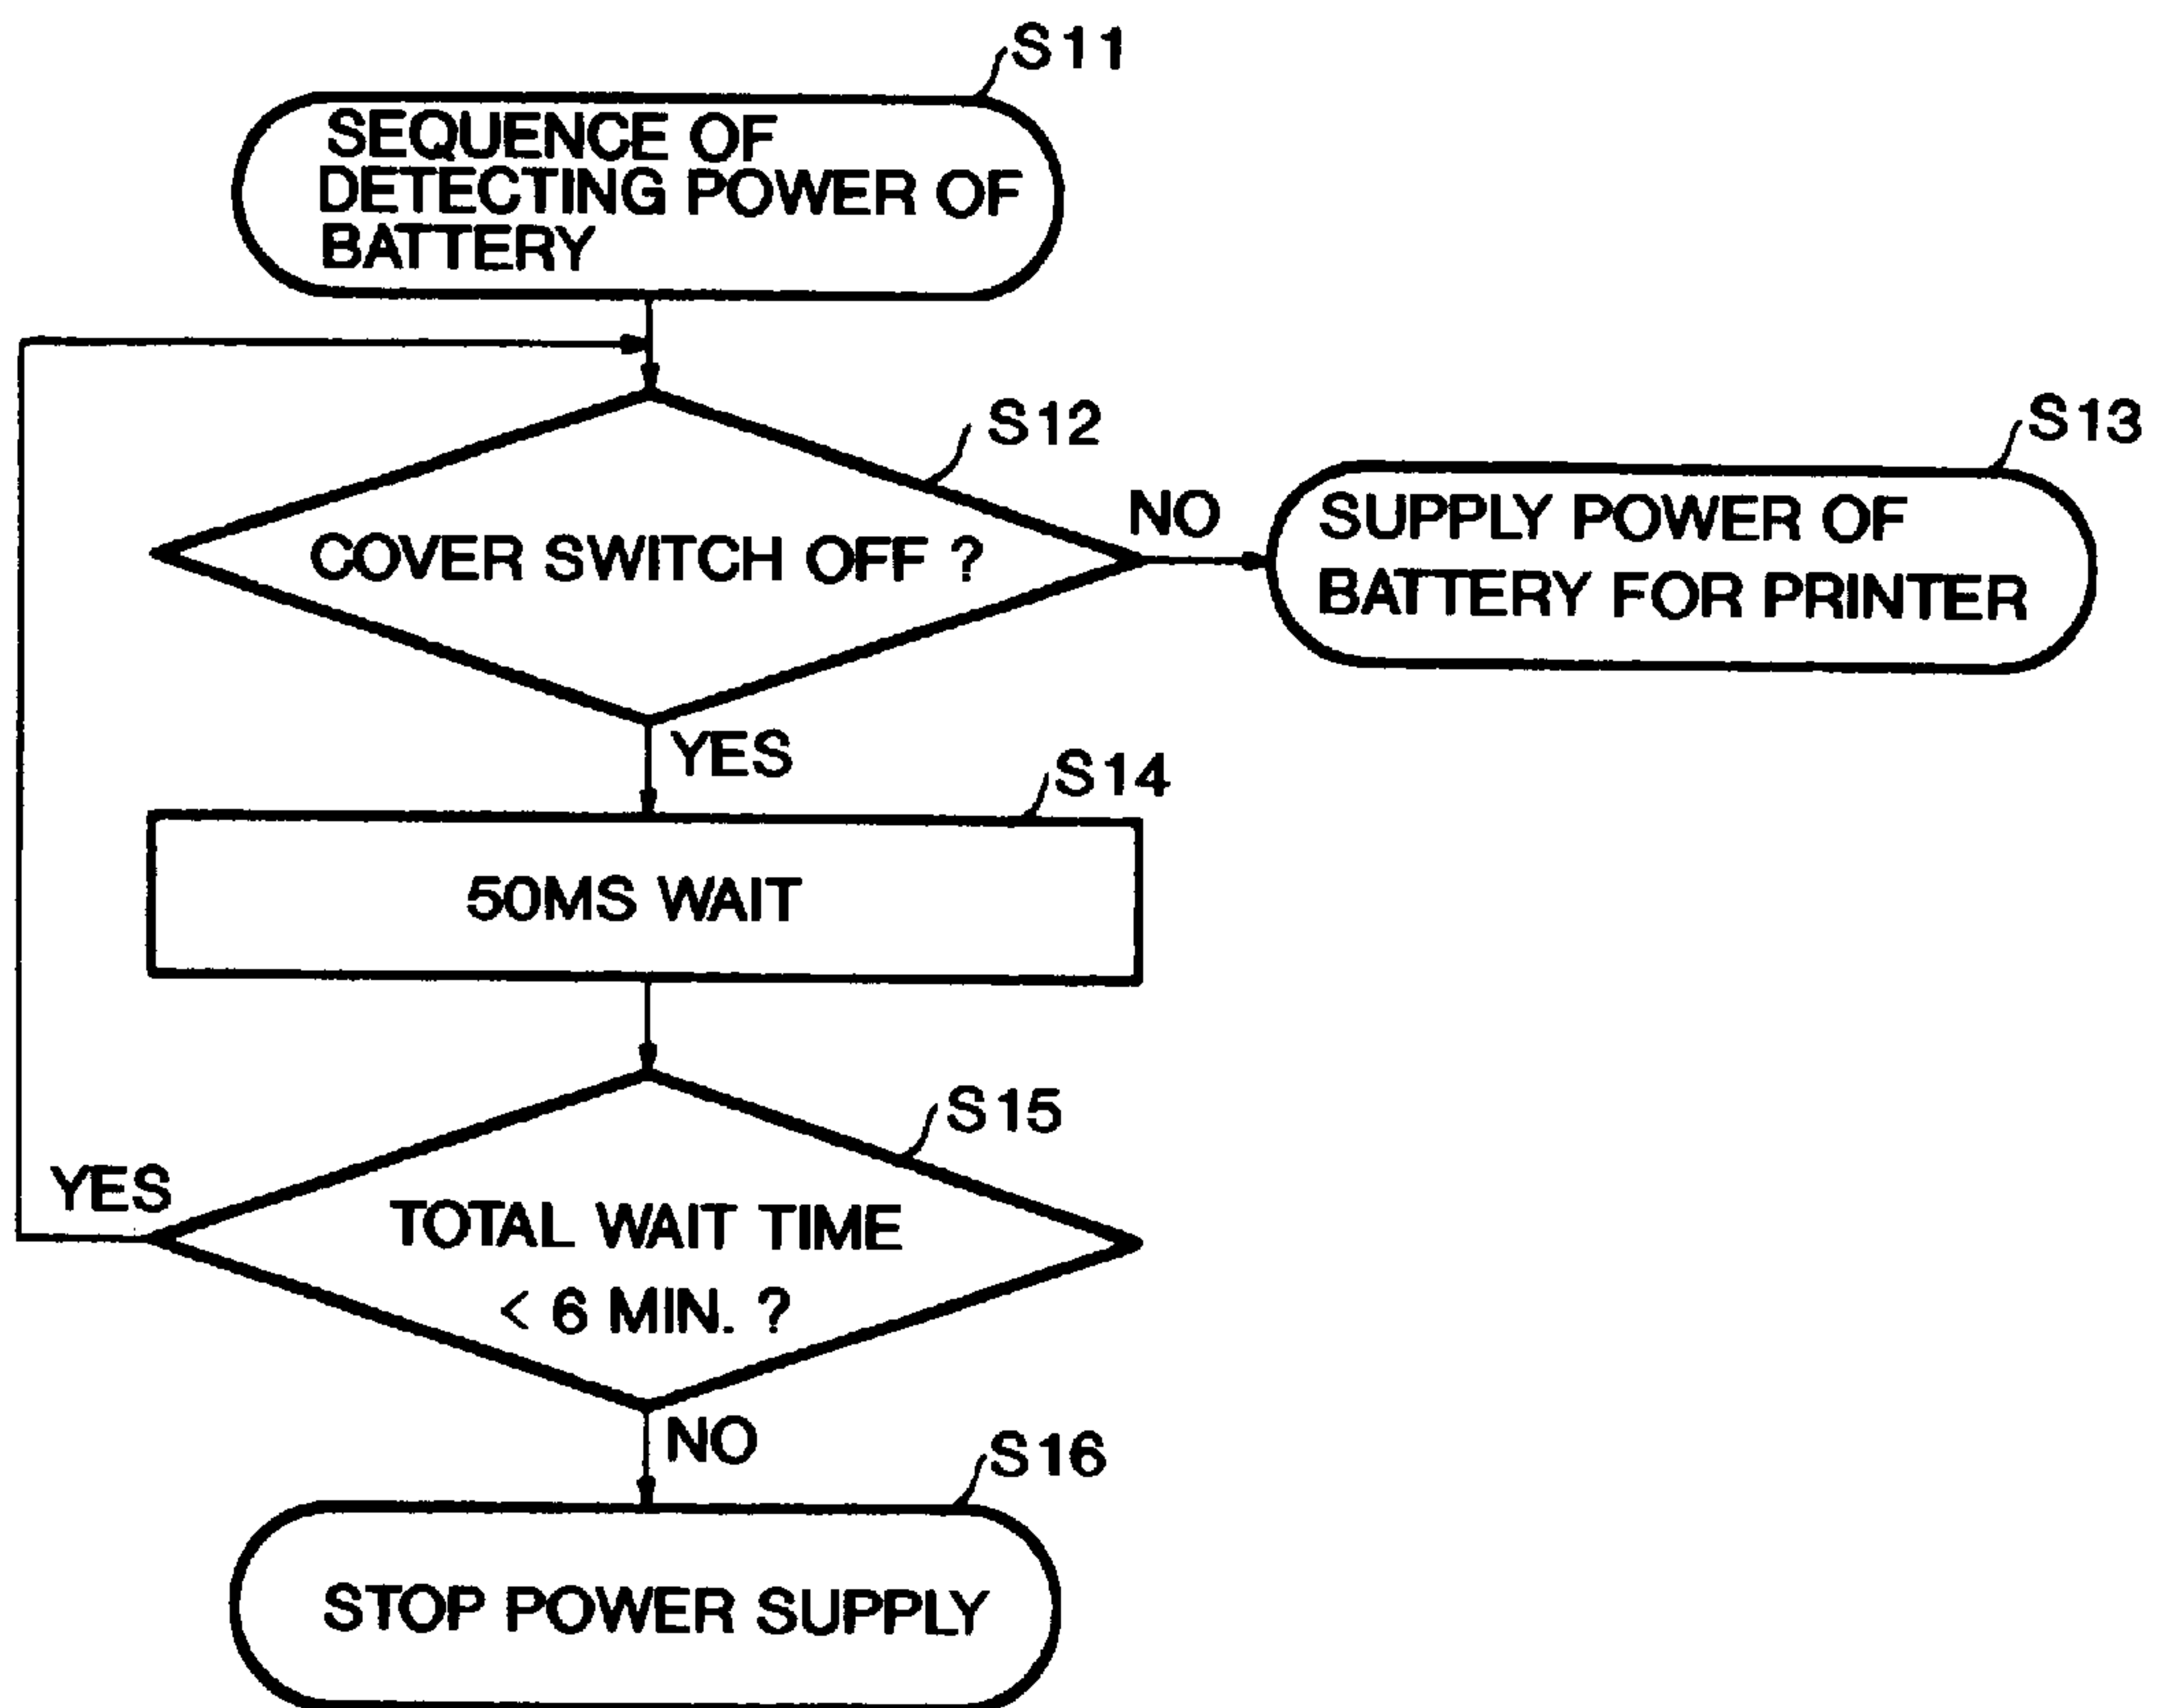 S11
SEQUENCE OF
DETECTING POWER OF
BATTERY
S12
COVER SWITCH OFF ?
NO
S13
SUPPLY POWER OF
BATTERY FOR PRINTER
YES
S14
50MS WAIT
S15
YES
TOTAL WAIT TIME
< 6 MIN. ?
NO
S16
STOP POWER SUPPLY